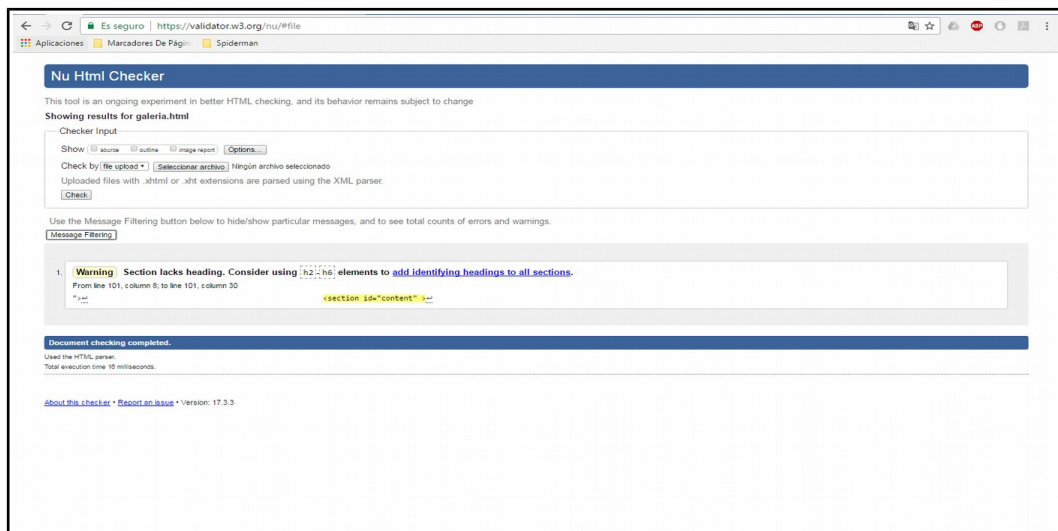 Es seguro | https://validator.w3.org/nu/#file
ABP
Aplicaciones Marcadores De Págin Spiderman
Nu Html Checker
This tool is an ongoing experiment in better HTML checking, and its behavior remains subject to change
Showing results for galeria.html
Checker Input
Show source outline image report Options...
Check by file upload Seleccionar archivo Ningún archivo seleccionado
Uploaded files with .xhtml or .xht extensions are parsed using the XML parser.
Check
Use the Message Filtering button below to hide/show particular messages, and to see total counts of errors and warnings.
Message Filtering
1. Warning Section lacks heading. Consider using h2-h6 elements to add identifying headings to all sections.
From line 101, column 8; to line 101, column 30
">↩ <section id="content" >↩
Document checking completed.
Used the HTML parser.
Total execution time 16 milliseconds.
About this checker • Report an issue • Version: 17.3.3